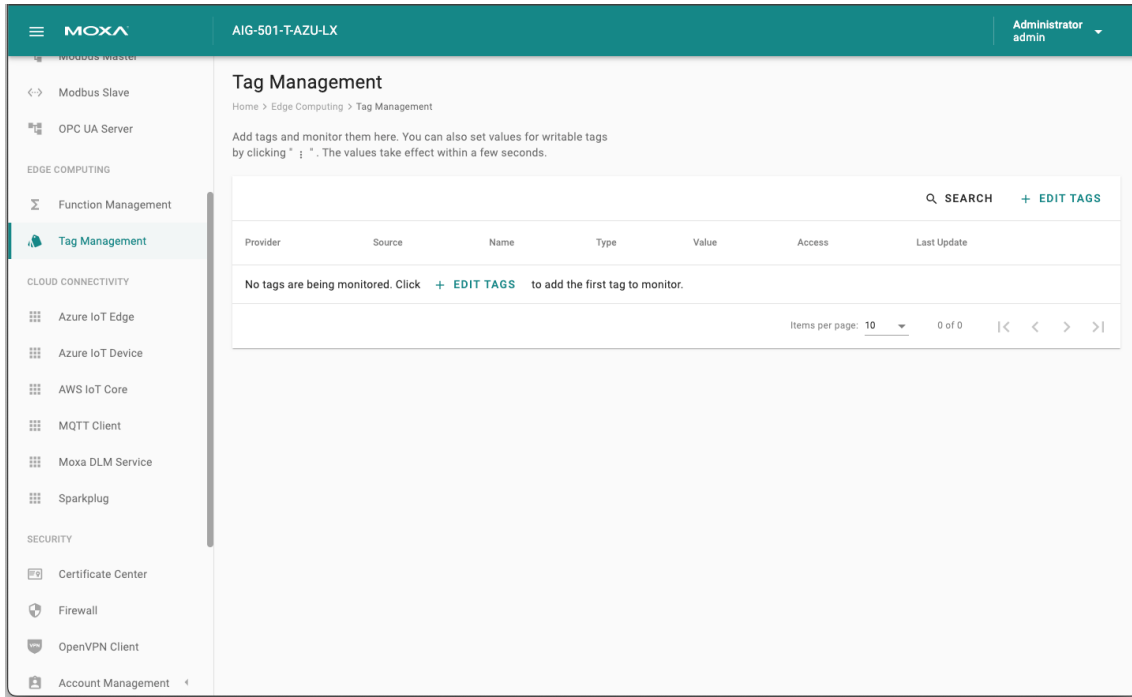 MOXA
AIG-501-T-AZU-LX
Administrator
admin
Modbus Master
Modbus Slave
OPC UA Server
EDGE COMPUTING
Function Management
Tag Management
CLOUD CONNECTIVITY
Azure IoT Edge
Azure IoT Device
AWS IoT Core
MQTT Client
Moxa DLM Service
Sparkplug
SECURITY
Certificate Center
Firewall
OpenVPN Client
Account Management
Tag Management
Home > Edge Computing > Tag Management
Add tags and monitor them here. You can also set values for writable tags
by clicking " ⋮ ". The values take effect within a few seconds.
SEARCH + EDIT TAGS
Provider Source Name Type Value Access Last Update
No tags are being monitored. Click + EDIT TAGS to add the first tag to monitor.
Items per page: 10 0 of 0